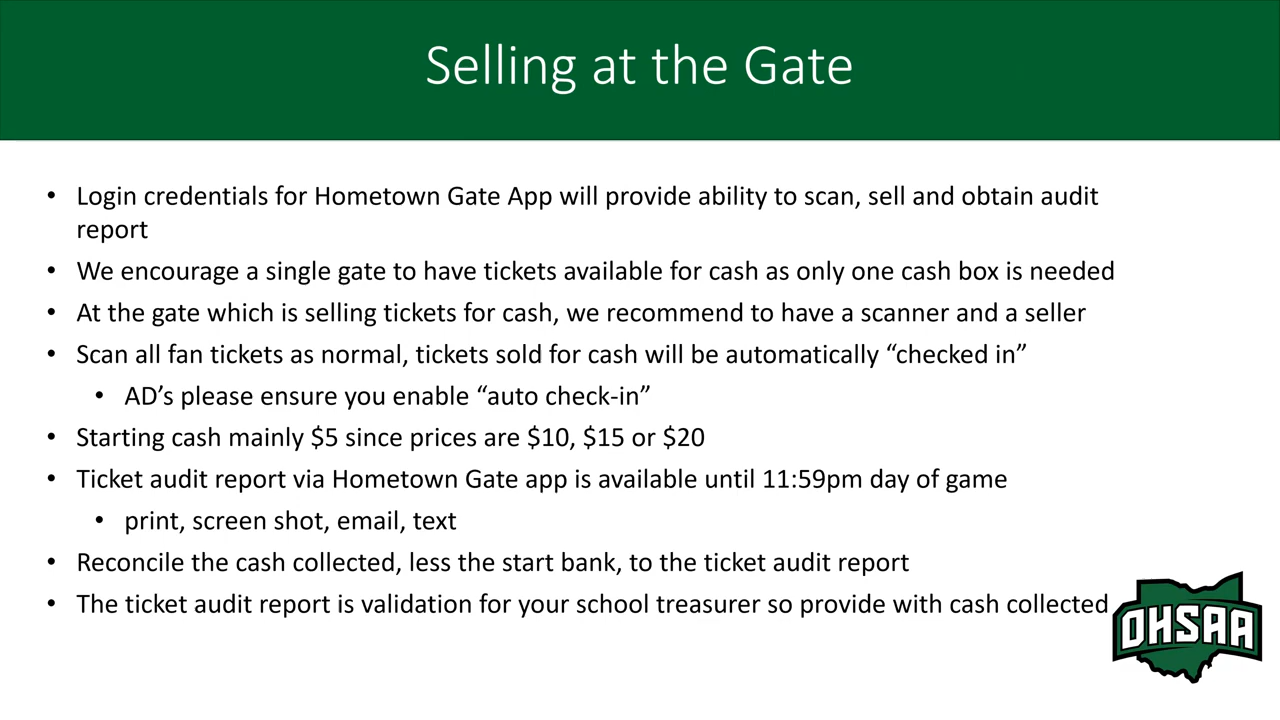 Selling at the Gate
• Login credentials for Hometown Gate App will provide ability to scan, sell and obtain audit
report
• We encourage a single gate to have tickets available for cash as only one cash box is needed
• At the gate which is selling tickets for cash, we recommend to have a scanner and a seller
• Scan all fan tickets as normal, tickets sold for cash will be automatically “checked in”
• AD’s please ensure you enable “auto check-in”
• Starting cash mainly $5 since prices are $10, $15 or $20
• Ticket audit report via Hometown Gate app is available until 11:59pm day of game
• print, screen shot, email, text
• Reconcile the cash collected, less the start bank, to the ticket audit report
• The ticket audit report is validation for your school treasurer so provide with cash collected
OHSAA